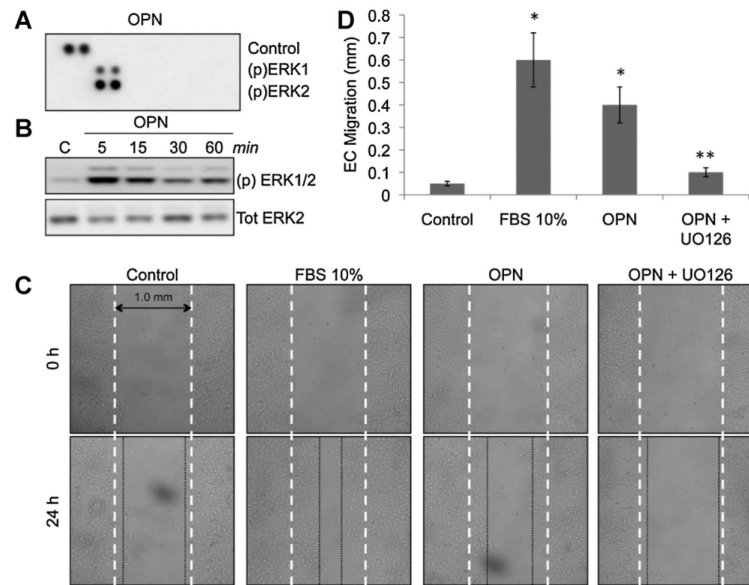 A
OPN
Control
(p)ERK1
(p)ERK2
B
OPN
C 5 15 30 60 min
(p) ERK1/2
Tot ERK2
D
EC Migration (mm)
0.8
0.7
0.6
0.5
0.4
0.3
0.2
0.1
0
*
*
**
Control
FBS 10%
OPN
OPN +
UO126
C
Control
FBS 10%
OPN
OPN + UO126
1.0 mm
0 h
24 h